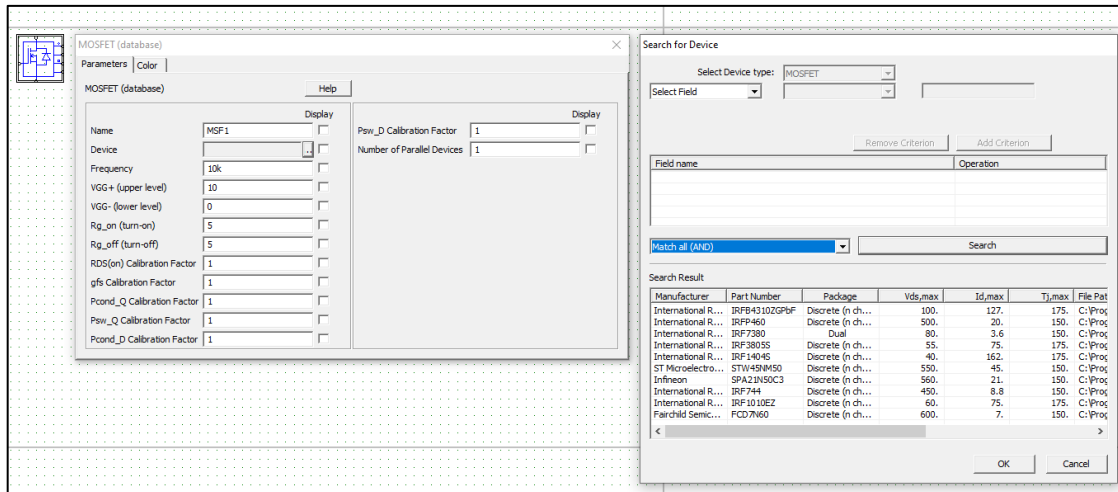 MOSFET (database)
Parameters Color
MOSFET (database) Help
Display
Name MSF1
Device ..
Frequency 10k
VGG+ (upper level) 10
VGG- (lower level) 0
Rg_on (turn-on) 5
Rg_off (turn-off) 5
RDS(on) Calibration Factor 1
gfs Calibration Factor 1
Pcond_Q Calibration Factor 1
Psw_Q Calibration Factor 1
Pcond_D Calibration Factor 1
Display
Psw_D Calibration Factor 1
Number of Parallel Devices 1
Search for Device
Select Device type: MOSFET
Select Field
Remove Criterion Add Criterion
Field name Operation
Match all (AND) Search
Search Result
Manufacturer Part Number Package Vds,max Id,max Tj,max File Pat
International R... IRFB4310ZGPbF Discrete (n ch... 100. 127. 175. C:\Prog
International R... IRFP460 Discrete (n ch... 500. 20. 150. C:\Prog
International R... IRF7380 Dual 80. 3.6 150. C:\Prog
International R... IRF3805S Discrete (n ch... 55. 75. 175. C:\Prog
International R... IRF1404S Discrete (n ch... 40. 162. 175. C:\Prog
ST Microelectro... STW45NM50 Discrete (n ch... 550. 45. 150. C:\Prog
Infineon SPA21N50C3 Discrete (n ch... 560. 21. 150. C:\Prog
International R... IRF744 Discrete (n ch... 450. 8.8 150. C:\Prog
International R... IRF1010EZ Discrete (n ch... 60. 75. 175. C:\Prog
Fairchild Semic... FCD7N60 Discrete (n ch... 600. 7. 150. C:\Prog
OK Cancel